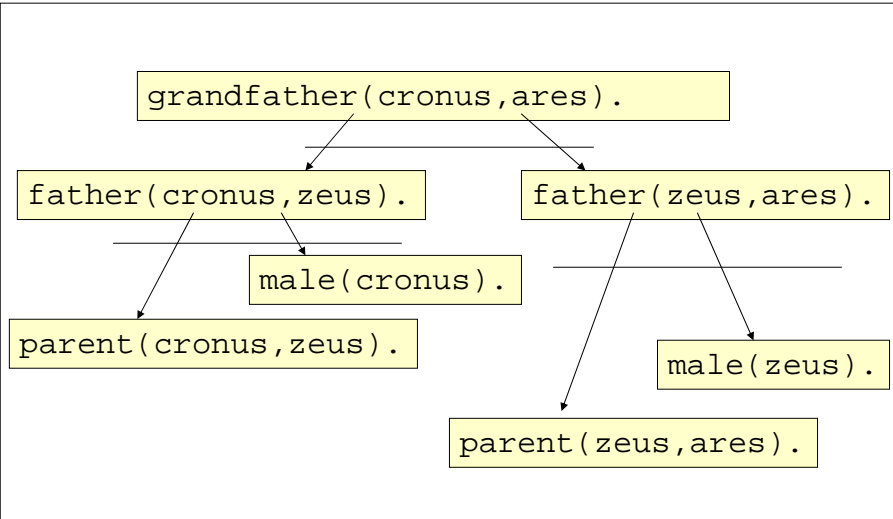 grandfather(cronus,ares).
father(cronus,zeus).
father(zeus,ares).
male(cronus).
parent(cronus,zeus).
male(zeus).
parent(zeus,ares).